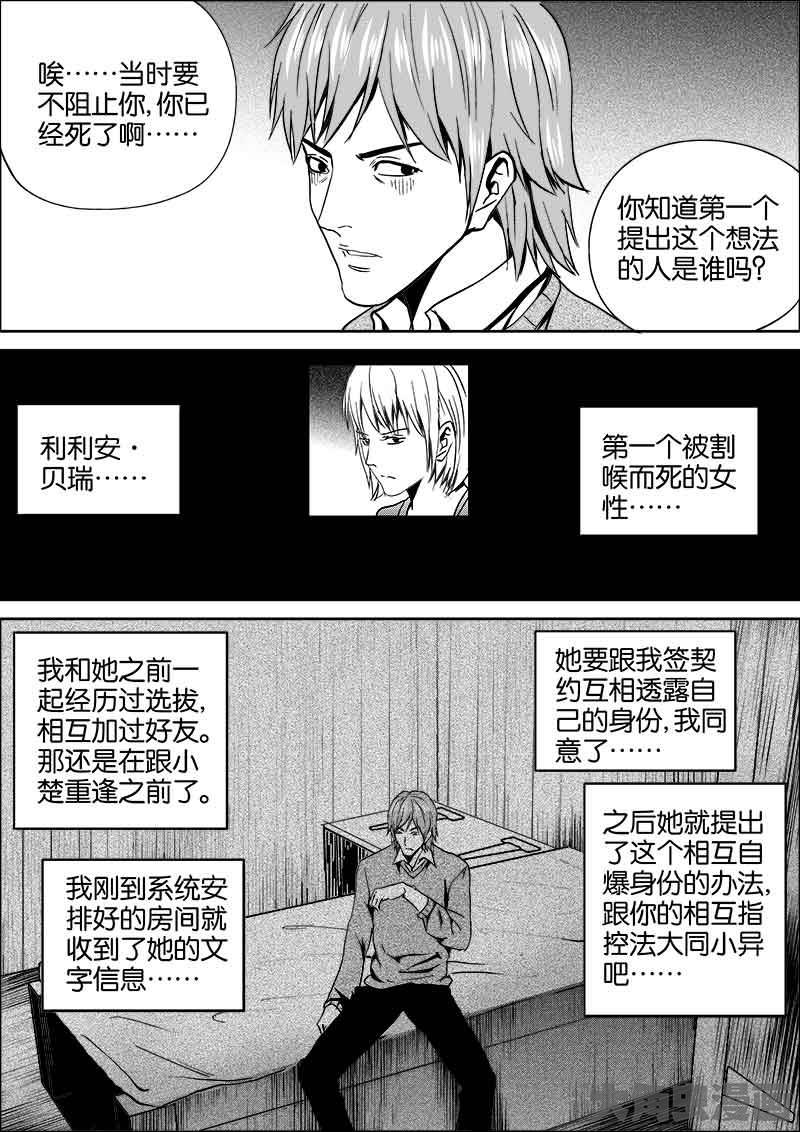 唉……当时要
不阻止你,你已
经死了啊……
你知道第一个
提出这个想法
的人是谁吗?
利利安·
贝瑞……
第一个被割
喉而死的女
性……
我和她之前一
起经历过选拔,
相互加过好友。
那还是在跟小
楚重逢之前了。
我刚到系统安
排好的房间就
收到了她的文
字信息……
她要跟我签契
约互相透露自
己的身份,我同
意了……
之后她就提出
了这个相互自
爆身份的办法,
跟你的相互指
控法大同小异
吧……
大角虫漫画